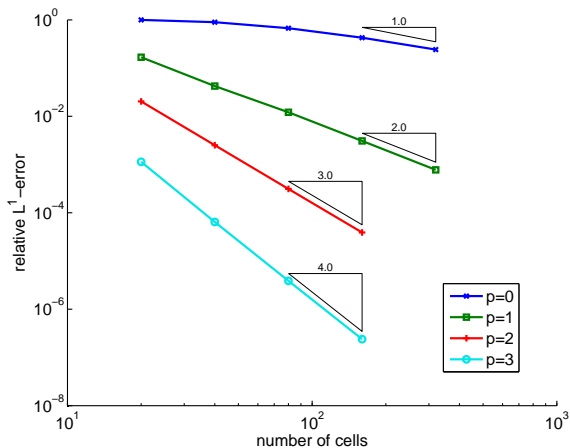 10^0
10^−2
10^−4
10^−6
10^−8
relative L^1−error
1.0
2.0
3.0
4.0
p=0
p=1
p=2
p=3
10^1
10^2
10^3
number of cells